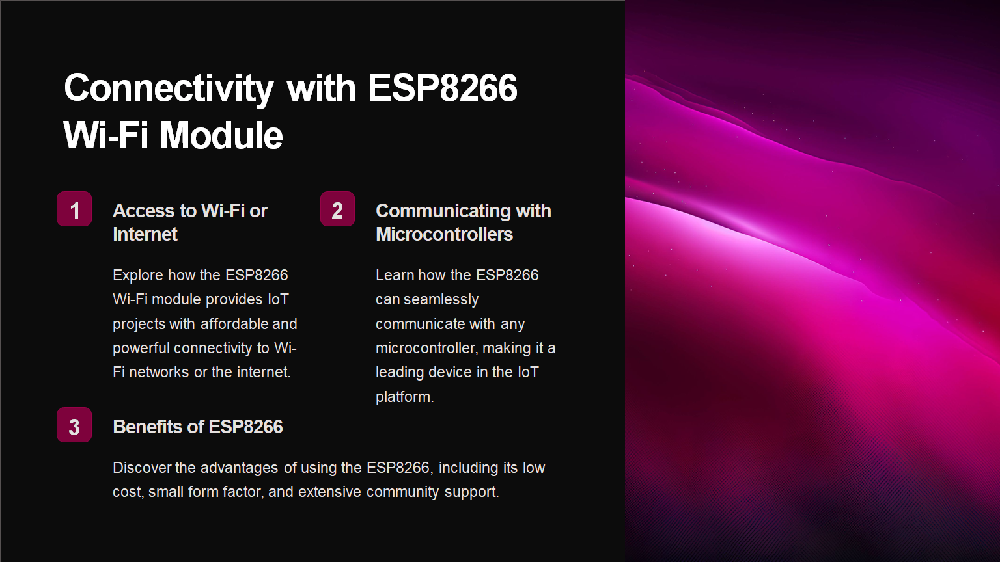 Connectivity with ESP8266
Wi-Fi Module
1
Access to Wi-Fi or
Internet
Explore how the ESP8266
Wi-Fi module provides IoT
projects with affordable and
powerful connectivity to Wi-
Fi networks or the internet.
2
Communicating with
Microcontrollers
Learn how the ESP8266
can seamlessly
communicate with any
microcontroller, making it a
leading device in the IoT
platform.
3
Benefits of ESP8266
Discover the advantages of using the ESP8266, including its low
cost, small form factor, and extensive community support.